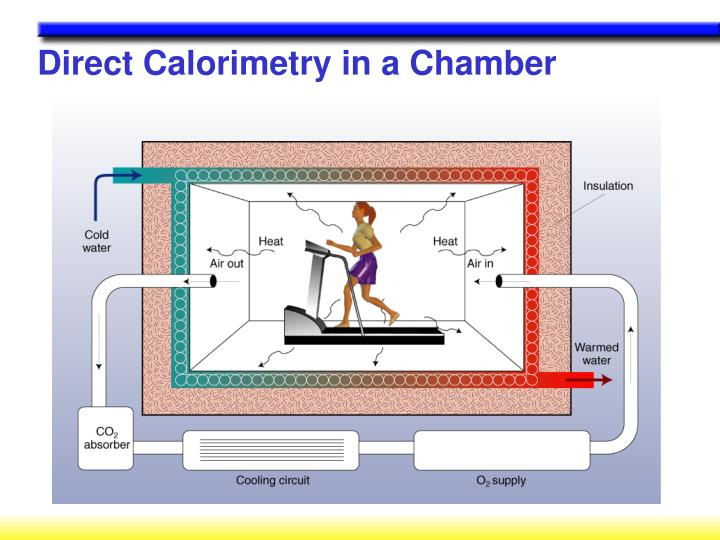 Direct Calorimetry in a Chamber
Insulation
Cold
water
Heat
Heat
Air out
Air in
Warmed
water
CO₂
absorber
Cooling circuit
O₂ supply